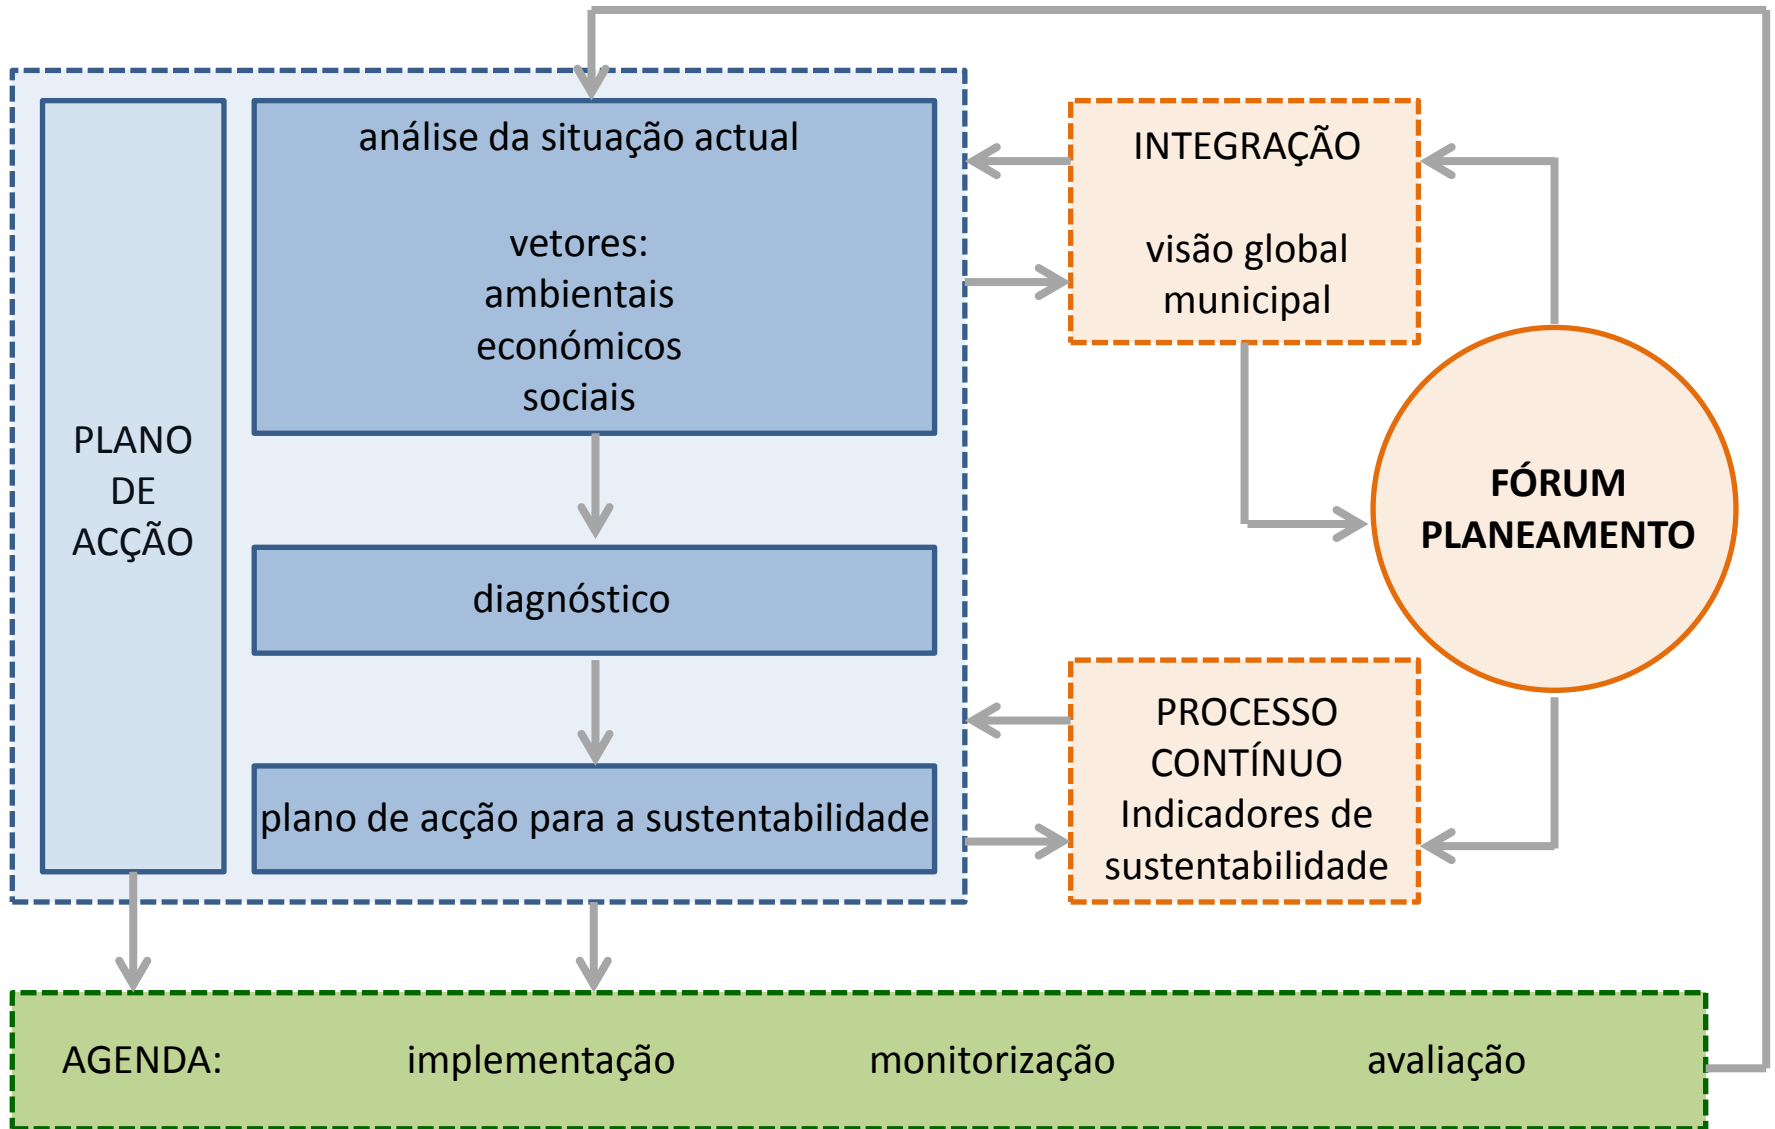 PLANO
DE
ACÇÃO
análise da situação actual
vetores:
ambientais
económicos
sociais
diagnóstico
plano de acção para a sustentabilidade
INTEGRAÇÃO
visão global
municipal
FÓRUM
PLANEAMENTO
PROCESSO
CONTÍNUO
Indicadores de
sustentabilidade
AGENDA: implementação monitorização avaliação